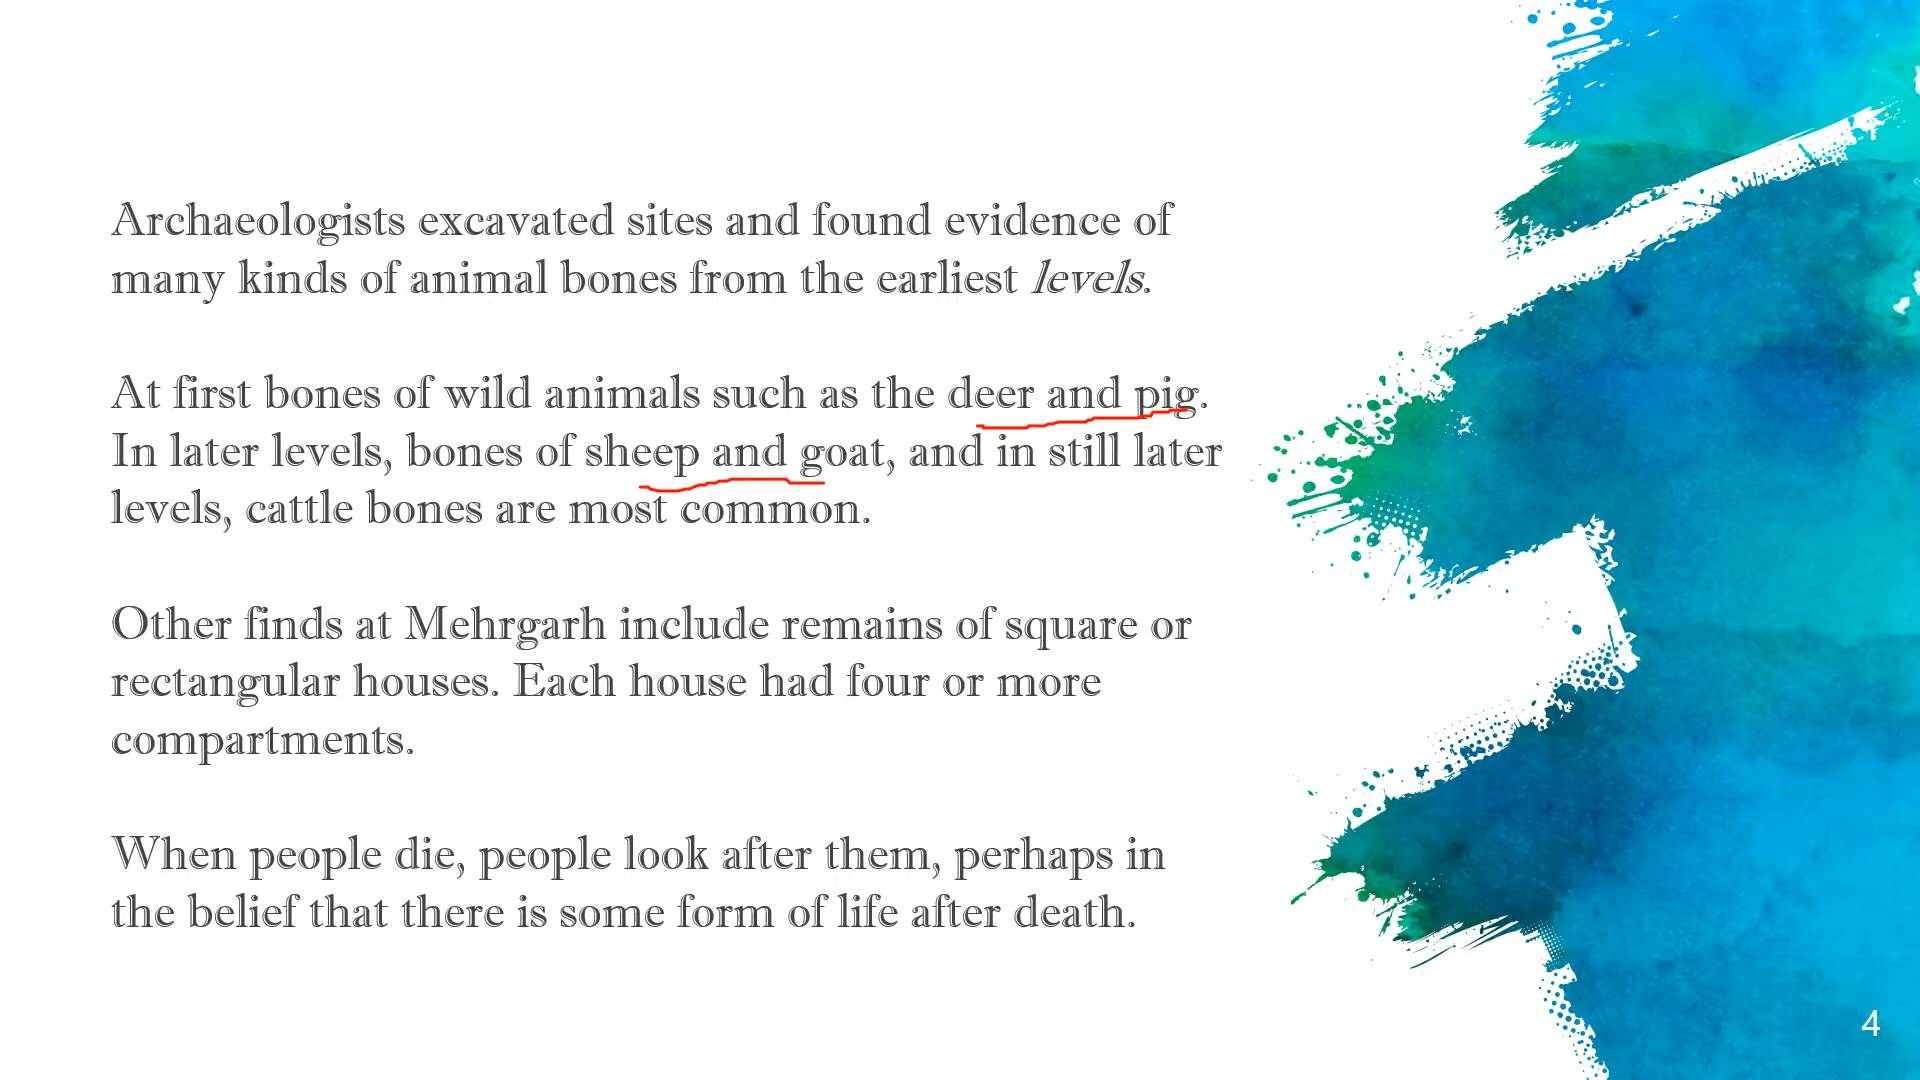 Archaeologists excavated sites and found evidence of
many kinds of animal bones from the earliest levels.
At first bones of wild animals such as the deer and pig.
In later levels, bones of sheep and goat, and in still later
levels, cattle bones are most common.
Other finds at Mehrgarh include remains of square or
rectangular houses. Each house had four or more
compartments.
When people die, people look after them, perhaps in
the belief that there is some form of life after death.
4